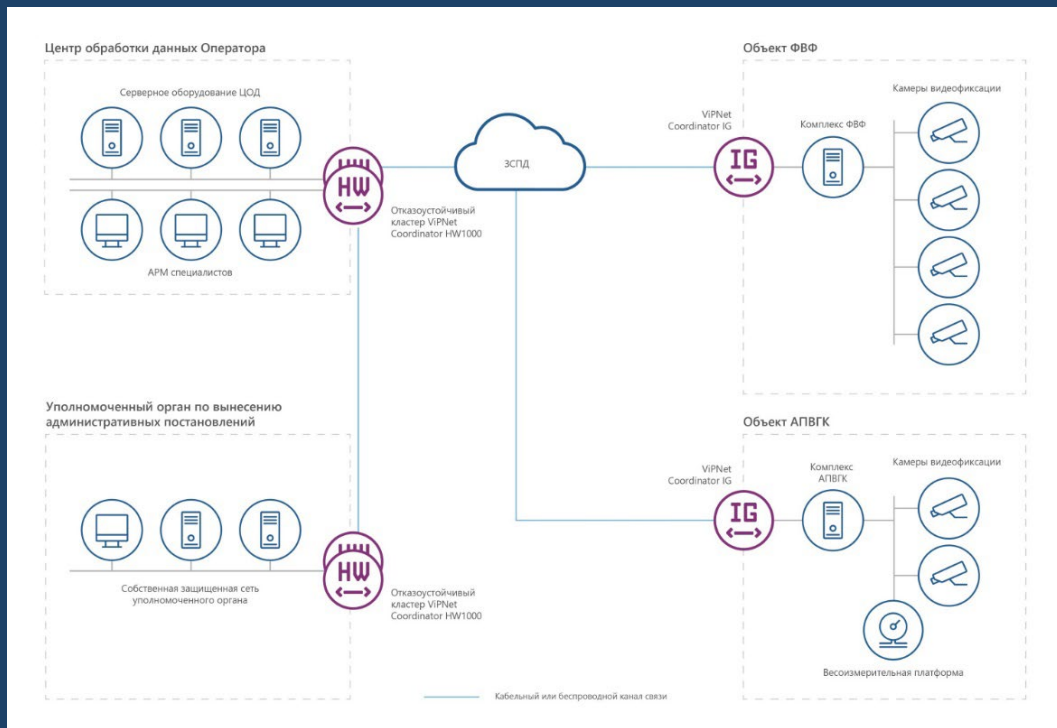 Центр обработки данных Оператора
Серверное оборудование ЦОД
HW
Отказоустойчивый
кластер ViPNet
Coordinator HW1000
АРМ специалистов
ЗСПД
Объект ФВФ
ViPNet
Coordinator IG
IG
Комплекс ФВФ
Камеры видеофиксации
Уполномоченный орган по вынесению
административных постановлений
HW
Собственная защищенная сеть
уполномоченного органа
Отказоустойчивый
кластер ViPNet
Coordinator HW1000
Объект АПВГК
ViPNet
Coordinator IG
IG
Комплекс
АПВГК
Камеры видеофиксации
Весоизмерительная платформа
Кабельный или беспроводной канал связи